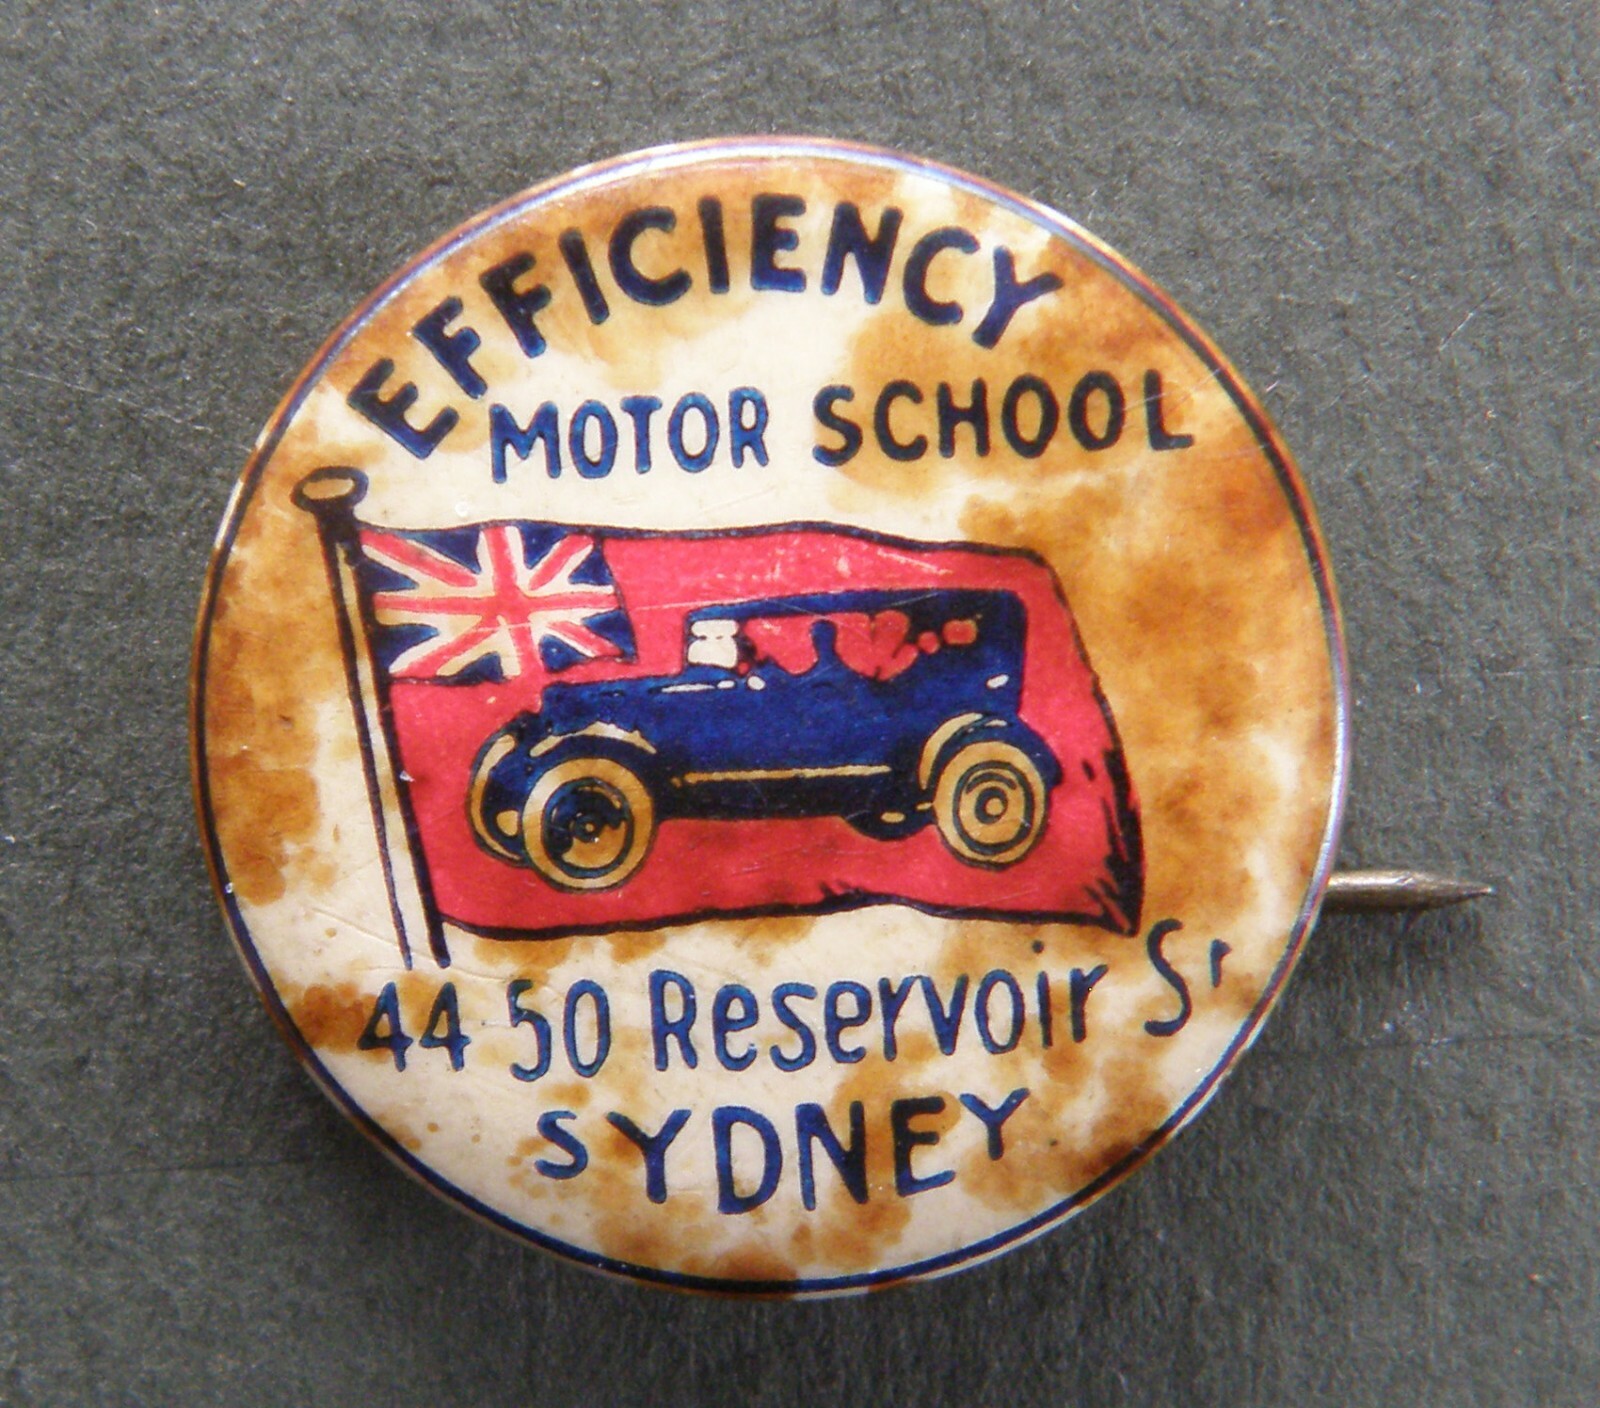 EFFICIENCY
MOTOR SCHOOL
44 50 Reservoir St
SYDNEY